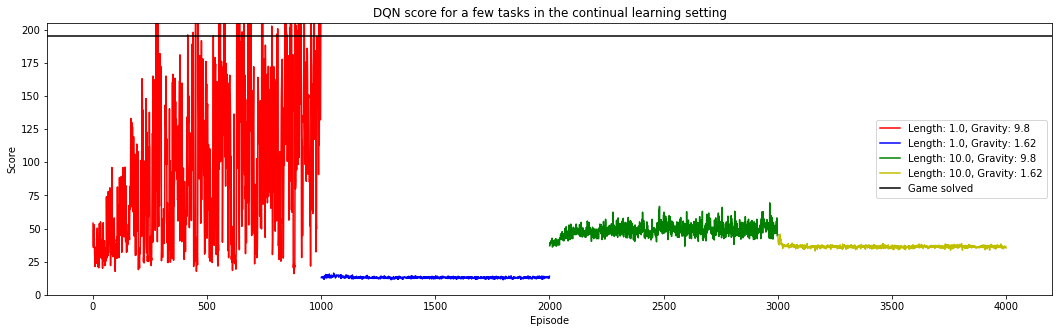 DQN score for a few tasks in the continual learning setting
Score
200
175
150
125
100
75
50
25
0
Length: 1.0, Gravity: 9.8
Length: 1.0, Gravity: 1.62
Length: 10.0, Gravity: 9.8
Length: 10.0, Gravity: 1.62
Game solved
0 500 1000 1500 2000 2500 3000 3500 4000
Episode